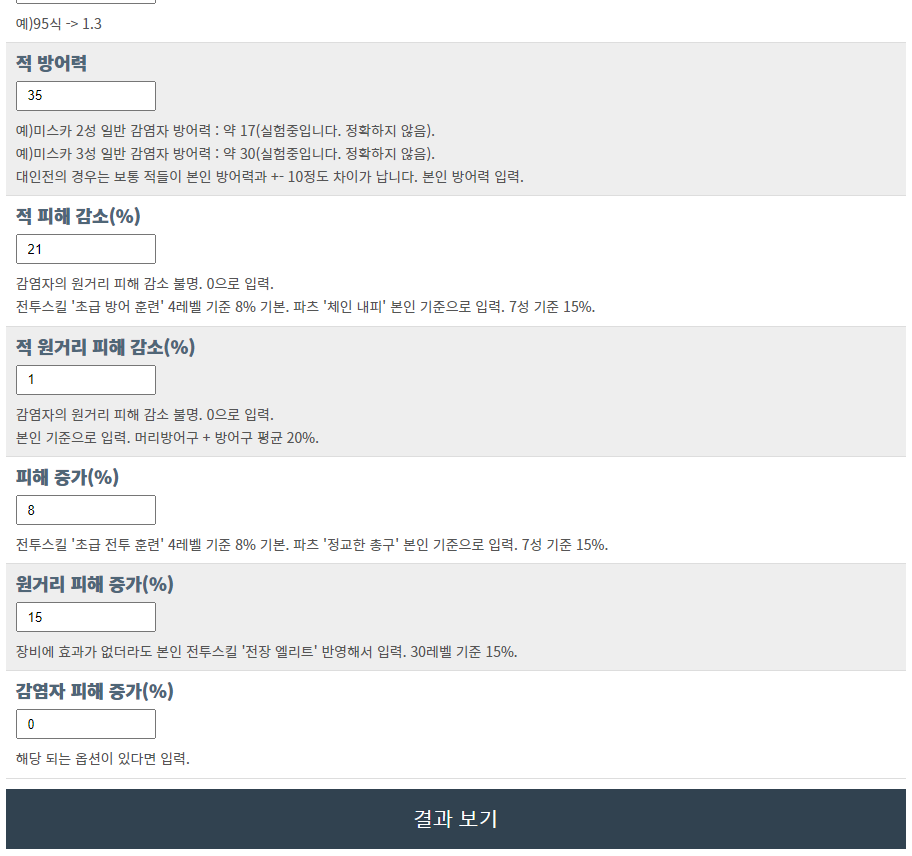 예)95식 -> 1.3
적 방어력
35
예)미스카 2성 일반 감염자 방어력 : 약 17(실험중입니다. 정확하지 않음).
예)미스카 3성 일반 감염자 방어력 : 약 30(실험중입니다. 정확하지 않음).
대인전의 경우는 보통 적들이 본인 방어력과 +- 10정도 차이가 납니다. 본인 방어력 입력.
적 피해 감소(%)
21
감염자의 원거리 피해 감소 불명. 0으로 입력.
전투스킬 '초급 방어 훈련' 4레벨 기준 8% 기본. 파츠 '체인 내피' 본인 기준으로 입력. 7성 기준 15%.
적 원거리 피해 감소(%)
1
감염자의 원거리 피해 감소 불명. 0으로 입력.
본인 기준으로 입력. 머리방어구 + 방어구 평균 20%.
피해 증가(%)
8
전투스킬 '초급 전투 훈련' 4레벨 기준 8% 기본. 파츠 '정교한 총구' 본인 기준으로 입력. 7성 기준 15%.
원거리 피해 증가(%)
15
장비에 효과가 없더라도 본인 전투스킬 '전장 엘리트' 반영해서 입력. 30레벨 기준 15%.
감염자 피해 증가(%)
0
해당 되는 옵션이 있다면 입력.
결과 보기